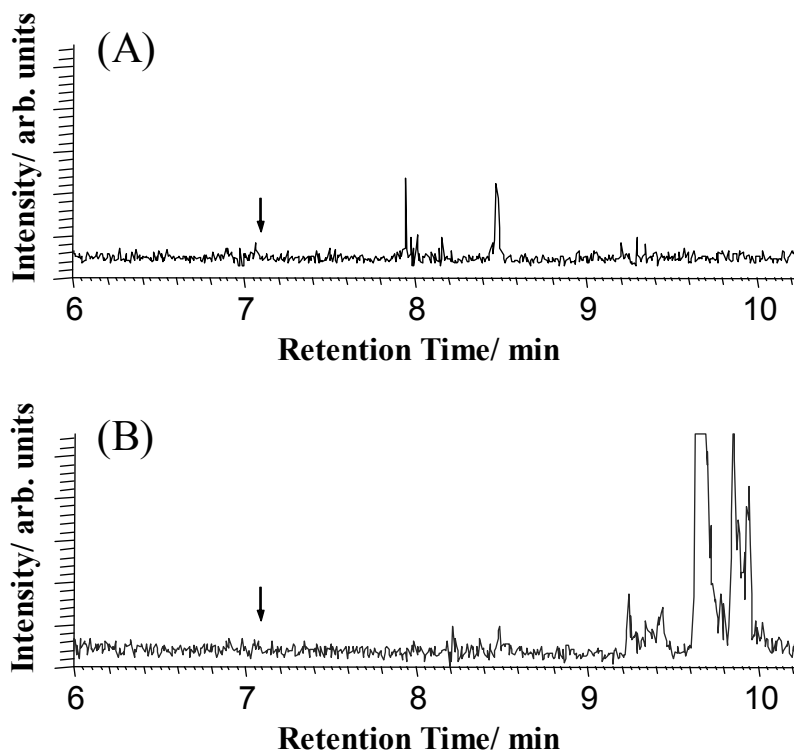 (A)
Intensity/ arb. units
6 7 8 9 10
Retention Time/ min
(B)
Intensity/ arb. units
6 7 8 9 10
Retention Time/ min